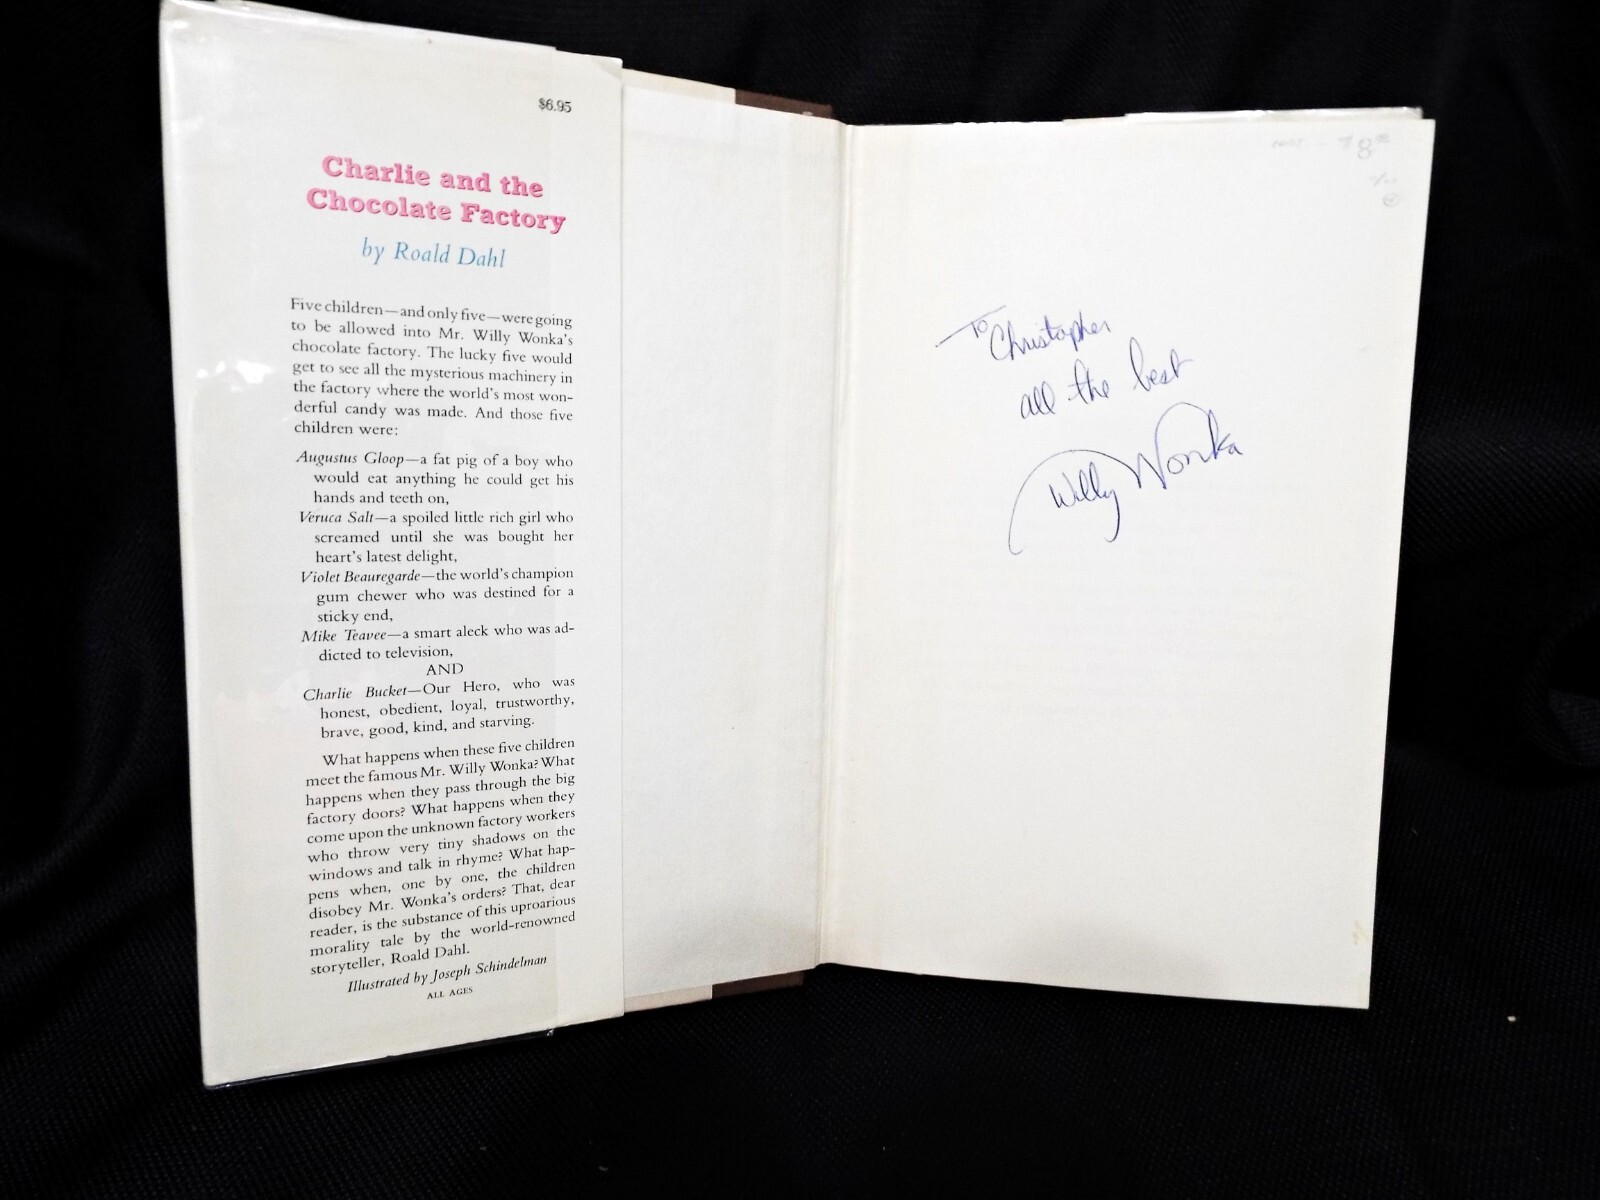 $6.95
Charlie and the
Chocolate Factory
by Roald Dahl
Five children—and only five—were going
to be allowed into Mr. Willy Wonka's
chocolate factory. The lucky five would
get to see all the mysterious machinery in
the factory where the world's most won-
derful candy was made. And those five
children were:
Augustus Gloop—a fat pig of a boy who
would eat anything he could get his
hands and teeth on,
Veruca Salt—a spoiled little rich girl who
screamed until she was bought her
heart's latest delight,
Violet Beauregarde—the world's champion
gum chewer who was destined for a
sticky end,
Mike Teavee—a smart aleck who was ad-
dicted to television,
AND
Charlie Bucket—Our Hero, who was
honest, obedient, loyal, trustworthy,
brave, good, kind, and starving.
What happens when these five children
meet the famous Mr. Willy Wonka? What
happens when they pass through the big
factory doors? What happens when they
come upon the unknown factory workers
who throw very tiny shadows on the
windows and talk in rhyme? What hap-
pens when, one by one, the children
disobey Mr. Wonka's orders? That, dear
reader, is the substance of this uproarious
morality tale by the world-renowned
storyteller, Roald Dahl.
Illustrated by Joseph Schindelman
ALL AGES
To Christopher
all the best
Willy Wonka